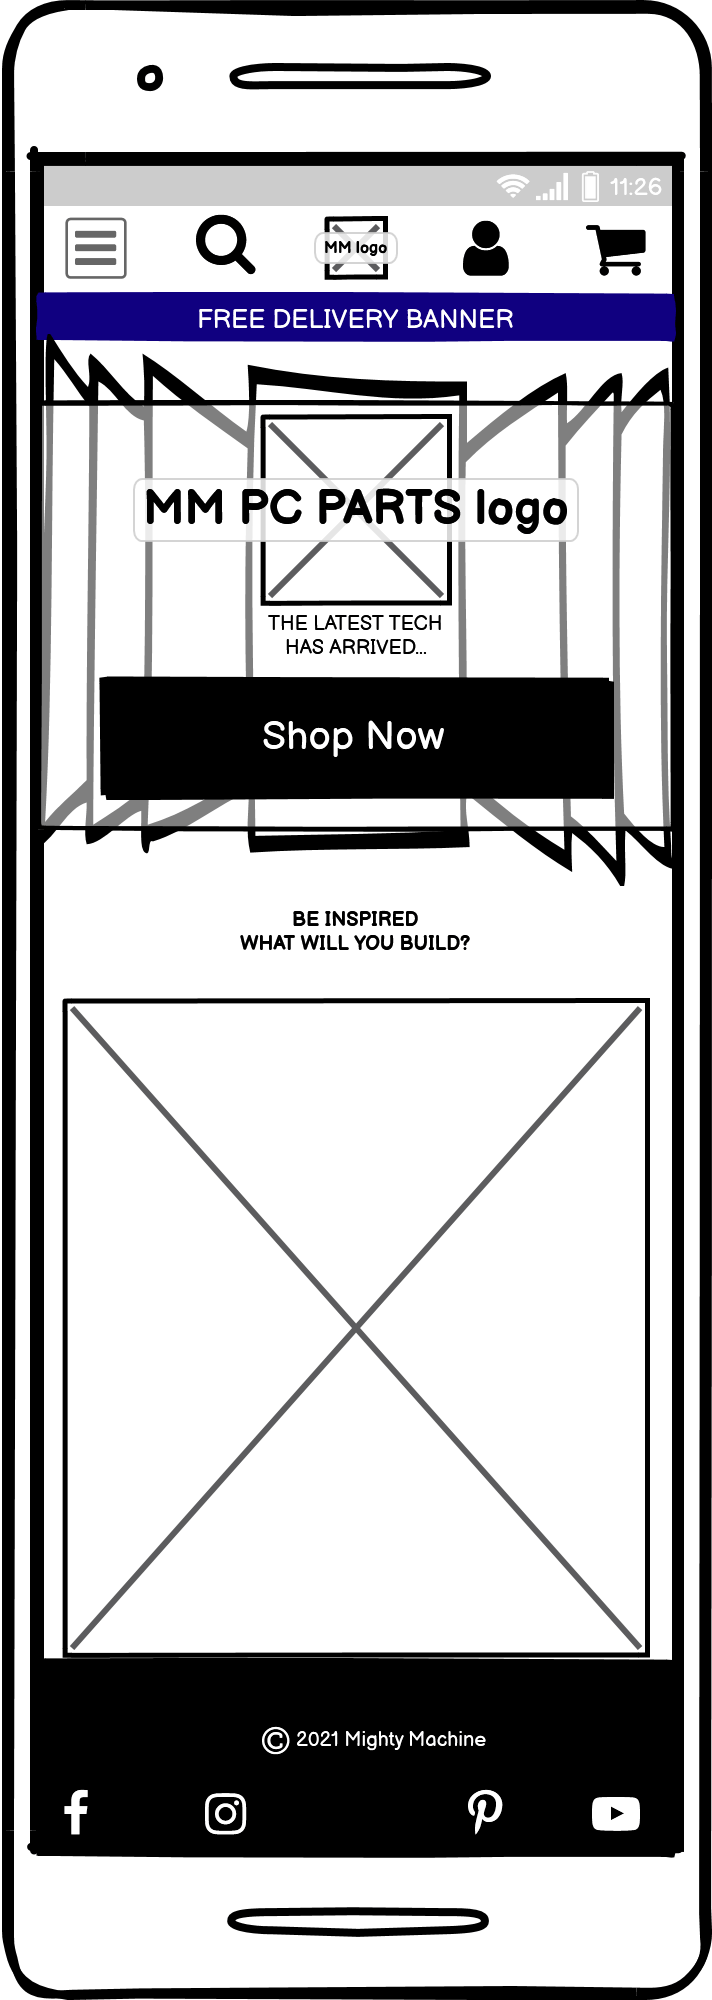 11:26
MM logo
FREE DELIVERY BANNER
MM PC PARTS logo
THE LATEST TECH
HAS ARRIVED...
Shop Now
BE INSPIRED
WHAT WILL YOU BUILD?
© 2021 Mighty Machine